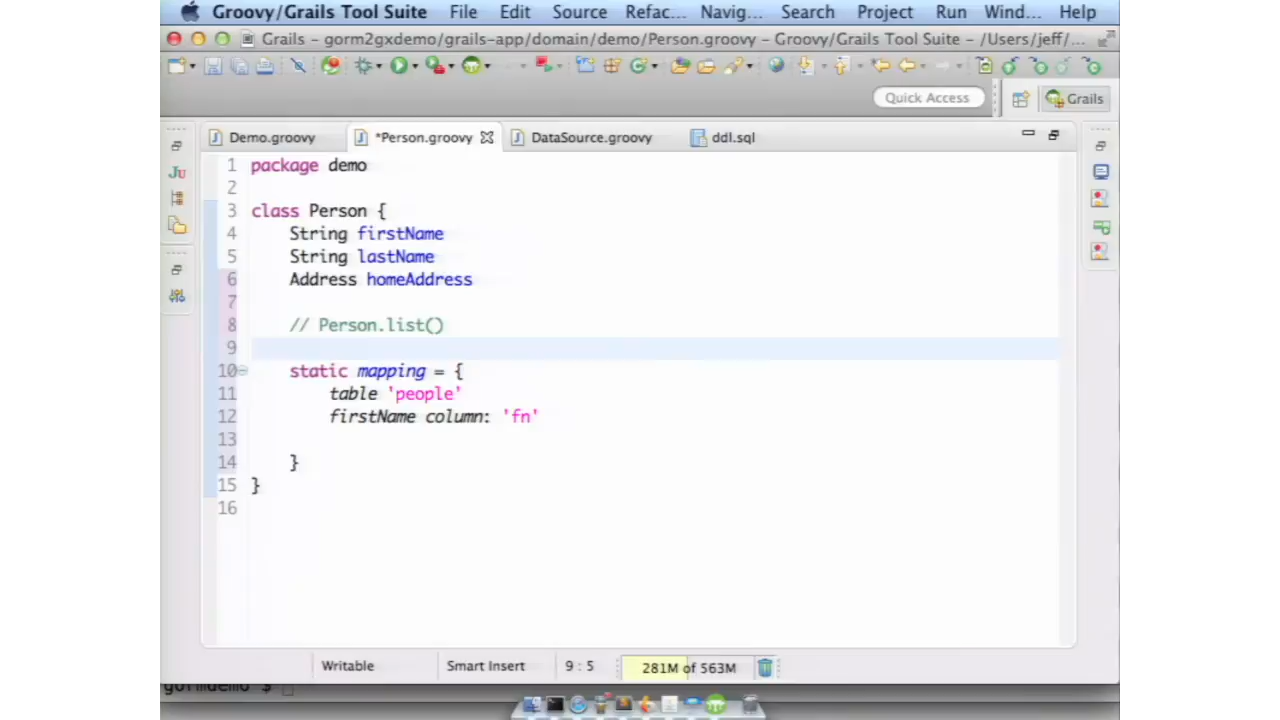 Groovy/Grails Tool Suite File Edit Source Refac... Navig... Search Project Run Wind... Help
Grails - gorm2gxdemo/grails-app/domain/demo/Person.groovy - Groovy/Grails Tool Suite - /Users/jeff/...
Quick Access
Grails
Demo.groovy *Person.groovy DataSource.groovy ddl.sql
Ju
1 package demo
2
3 class Person {
4 String firstName
5 String lastName
6 Address homeAddress
7
8 // Person.list()
9
10 static mapping = {
11 table 'people'
12 firstName column: 'fn'
13
14 }
15 }
16
Writable Smart Insert 9 : 5 281M of 563M
gormdemo $